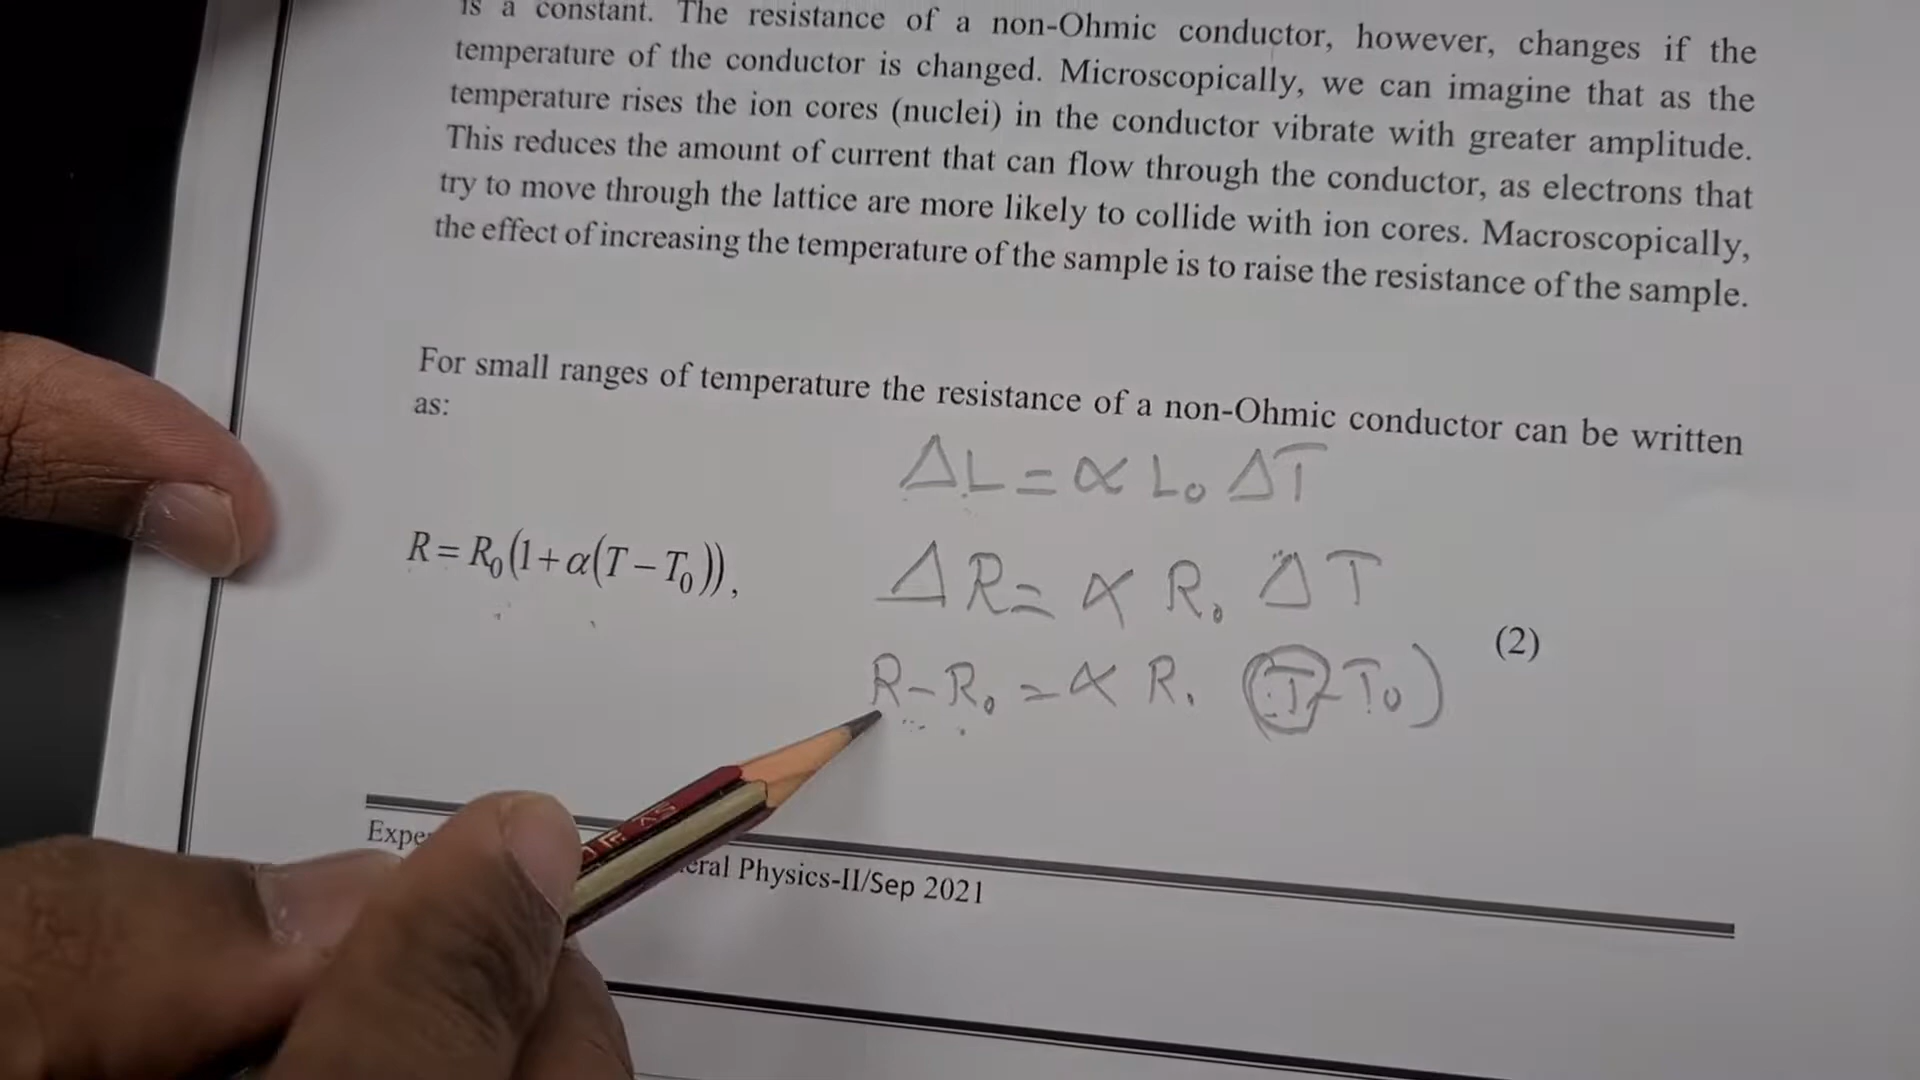 is a constant. The resistance of a non-Ohmic conductor, however, changes if the
temperature of the conductor is changed. Microscopically, we can imagine that as the
temperature rises the ion cores (nuclei) in the conductor vibrate with greater amplitude.
This reduces the amount of current that can flow through the conductor, as electrons that
try to move through the lattice are more likely to collide with ion cores. Macroscopically,
the effect of increasing the temperature of the sample is to raise the resistance of the sample.
For small ranges of temperature the resistance of a non-Ohmic conductor can be written
as:
ΔL = α L₀ ΔT
R = R₀(1+α(T−T₀)),
ΔR = α R₀ ΔT
(2)
R−R₀ = α R₀ (T−T₀)
Physics-II/Sep 2021